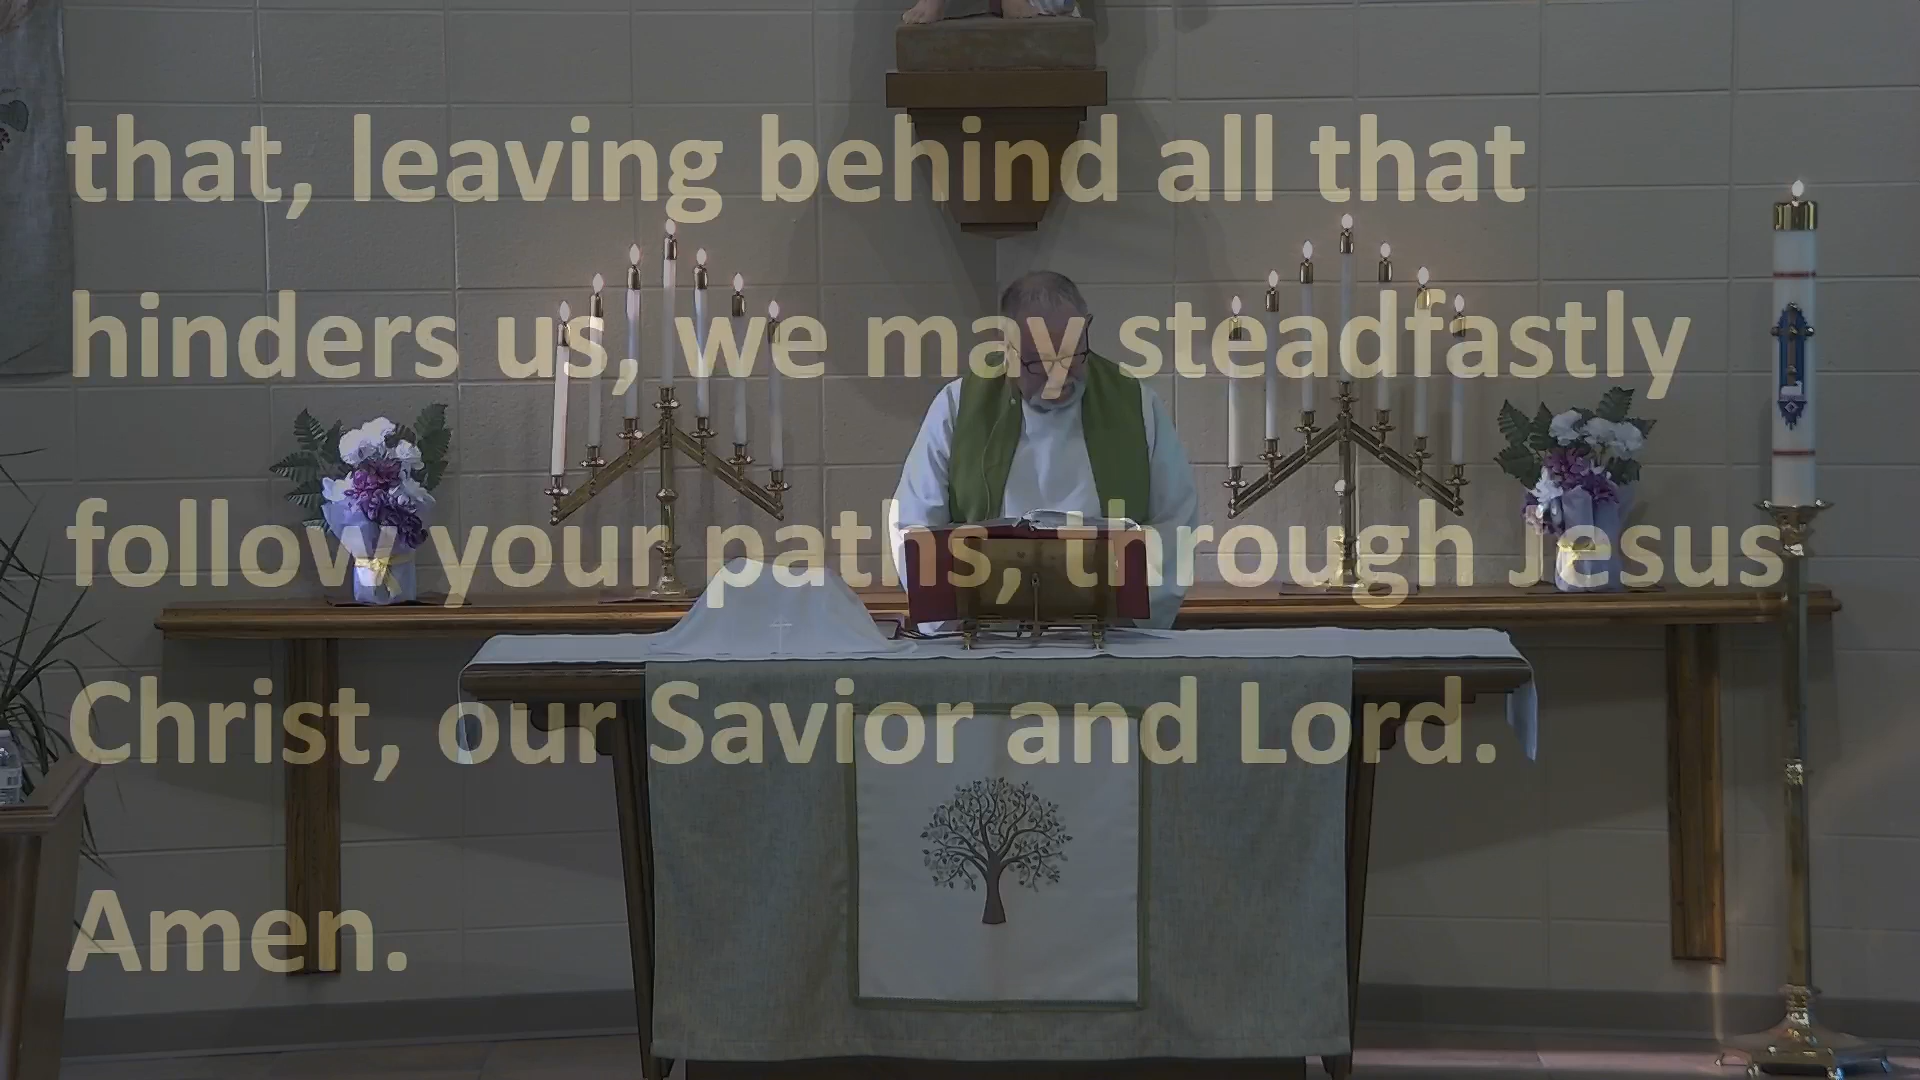 that, leaving behind all that
hinders us, we may steadfastly
follow your paths, through Jesus
Christ, our Savior and Lord.
Amen.